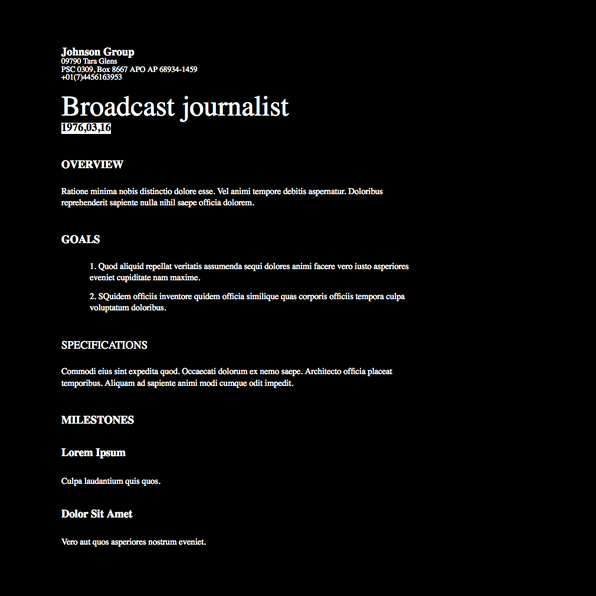 Johnson Group
09790 Tara Glens
PSC 0309, Box 8667 APO AP 68934-1459
+01(7)4456163953
Broadcast journalist
1976,03,16
OVERVIEW
Ratione minima nobis distinctio dolore esse. Vel animi tempore debitis aspernatur. Doloribus
reprehenderit sapiente nulla nihil saepe officia dolorem.
GOALS
1. Quod aliquid repellat veritatis assumenda sequi dolores animi facere vero iusto asperiores
eveniet cupiditate nam maxime.
2. SQuidem officiis inventore quidem officia similique quas corporis officiis tempora culpa
voluptatum doloribus.
SPECIFICATIONS
Commodi eius sint expedita quod. Occaecati dolorum ex nemo saepe. Architecto officia placeat
temporibus. Aliquam ad sapiente animi modi cumque odit impedit.
MILESTONES
Lorem Ipsum
Culpa laudantium quis quos.
Dolor Sit Amet
Vero aut quos asperiores nostrum eveniet.